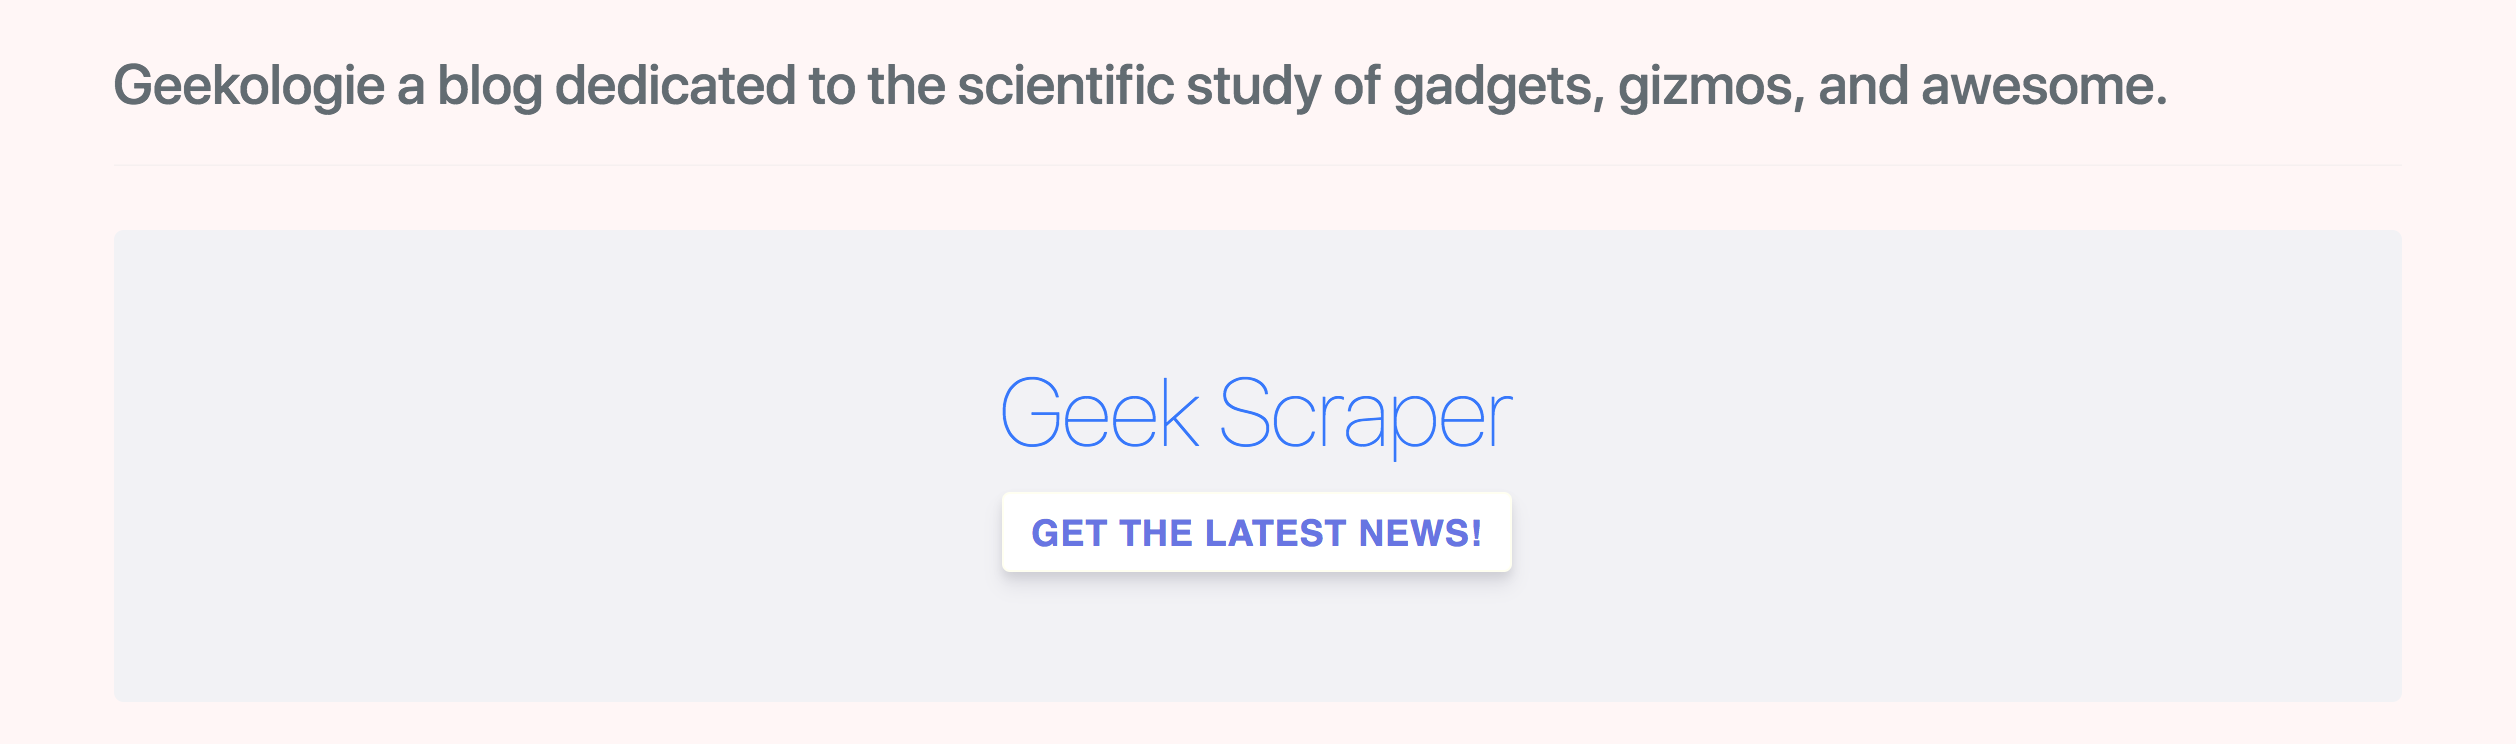 Geekologie a blog dedicated to the scientific study of gadgets, gizmos, and awesome.
Geek Scraper
GET THE LATEST NEWS!